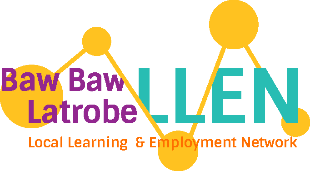 Baw Baw
Latrobe LLEN
Local Learning & Employment Network